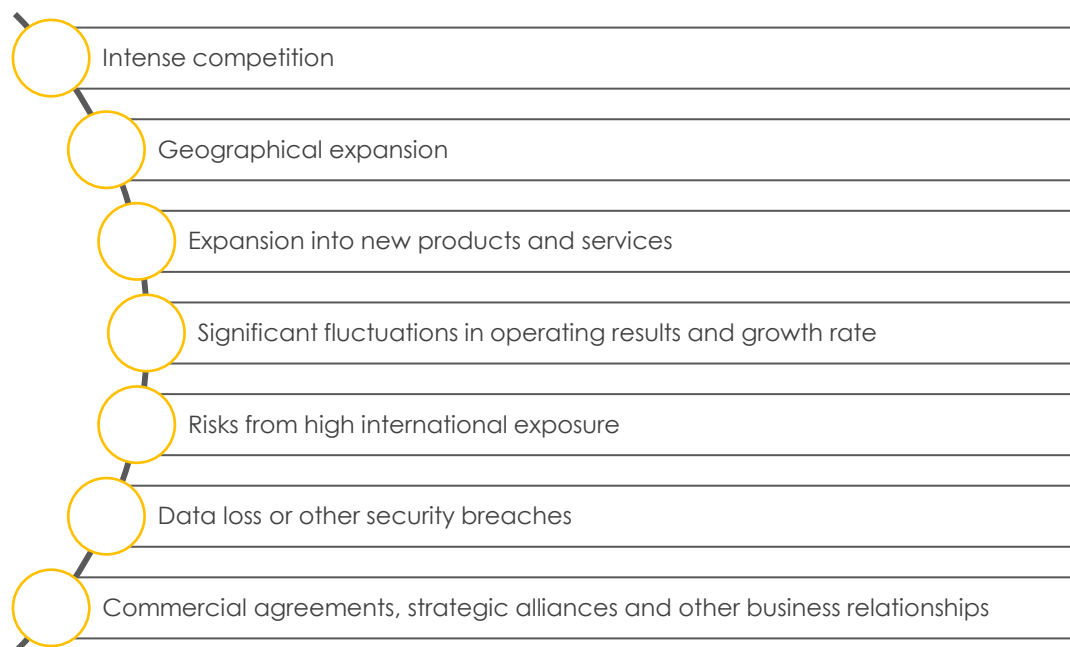 Intense competition
Geographical expansion
Expansion into new products and services
Significant fluctuations in operating results and growth rate
Risks from high international exposure
Data loss or other security breaches
Commercial agreements, strategic alliances and other business relationships